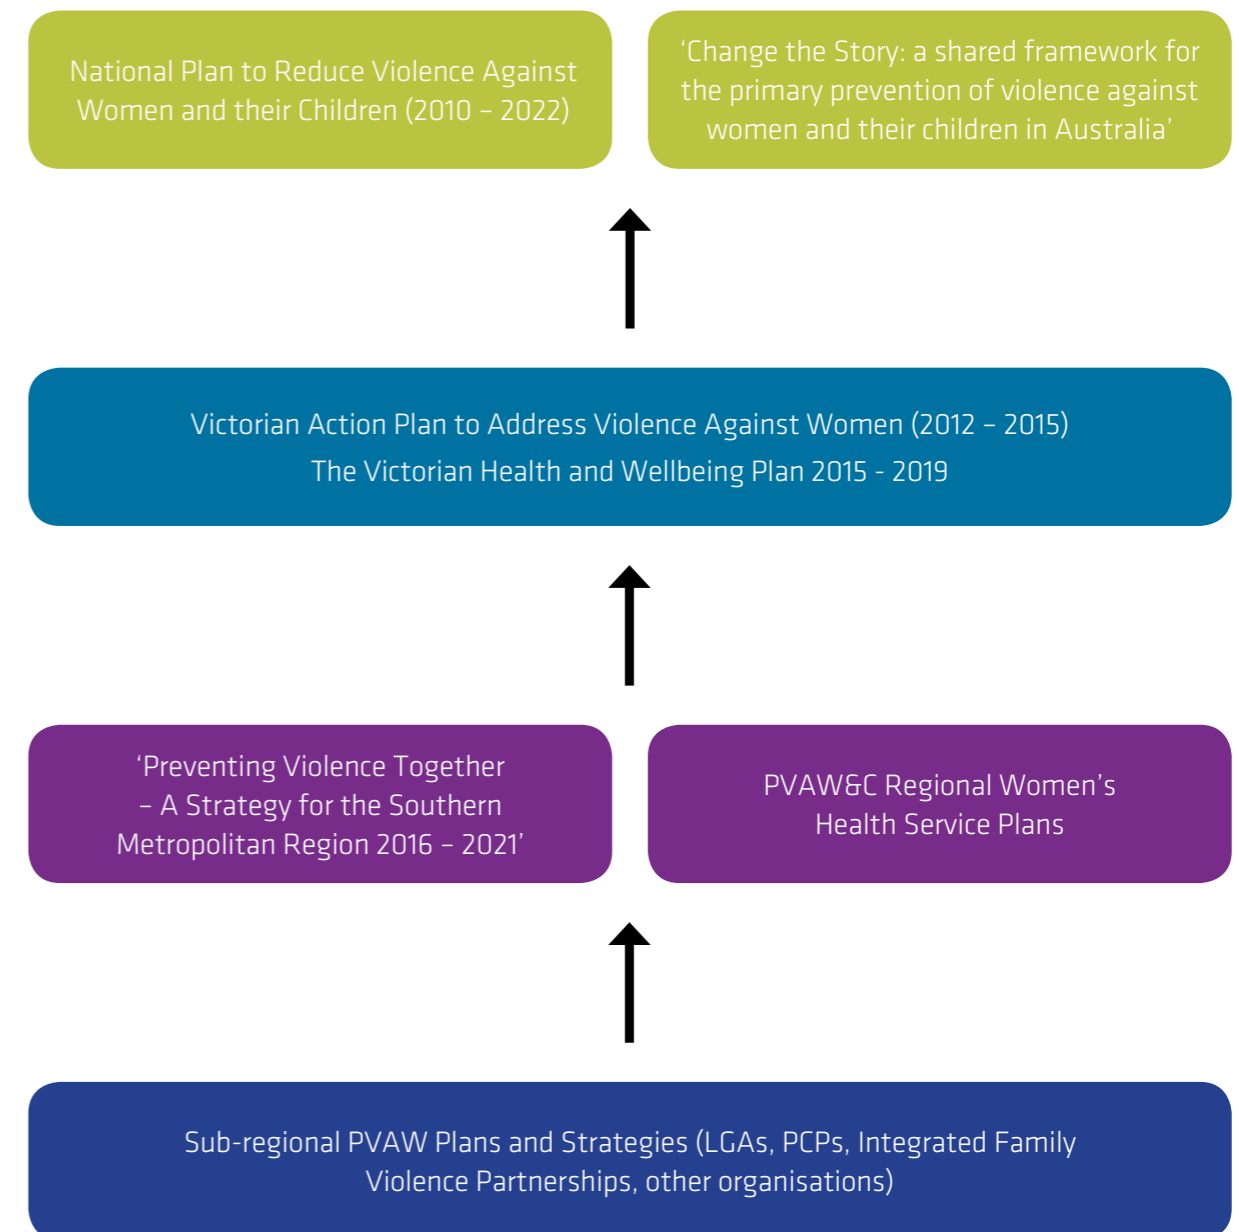 National Plan to Reduce Violence Against
Women and their Children (2010 – 2022)
‘Change the Story: a shared framework for
the primary prevention of violence against
women and their children in Australia’
Victorian Action Plan to Address Violence Against Women (2012 – 2015)
The Victorian Health and Wellbeing Plan 2015 - 2019
‘Preventing Violence Together
– A Strategy for the Southern
Metropolitan Region 2016 – 2021’
PVAW&C Regional Women’s
Health Service Plans
Sub-regional PVAW Plans and Strategies (LGAs, PCPs, Integrated Family
Violence Partnerships, other organisations)